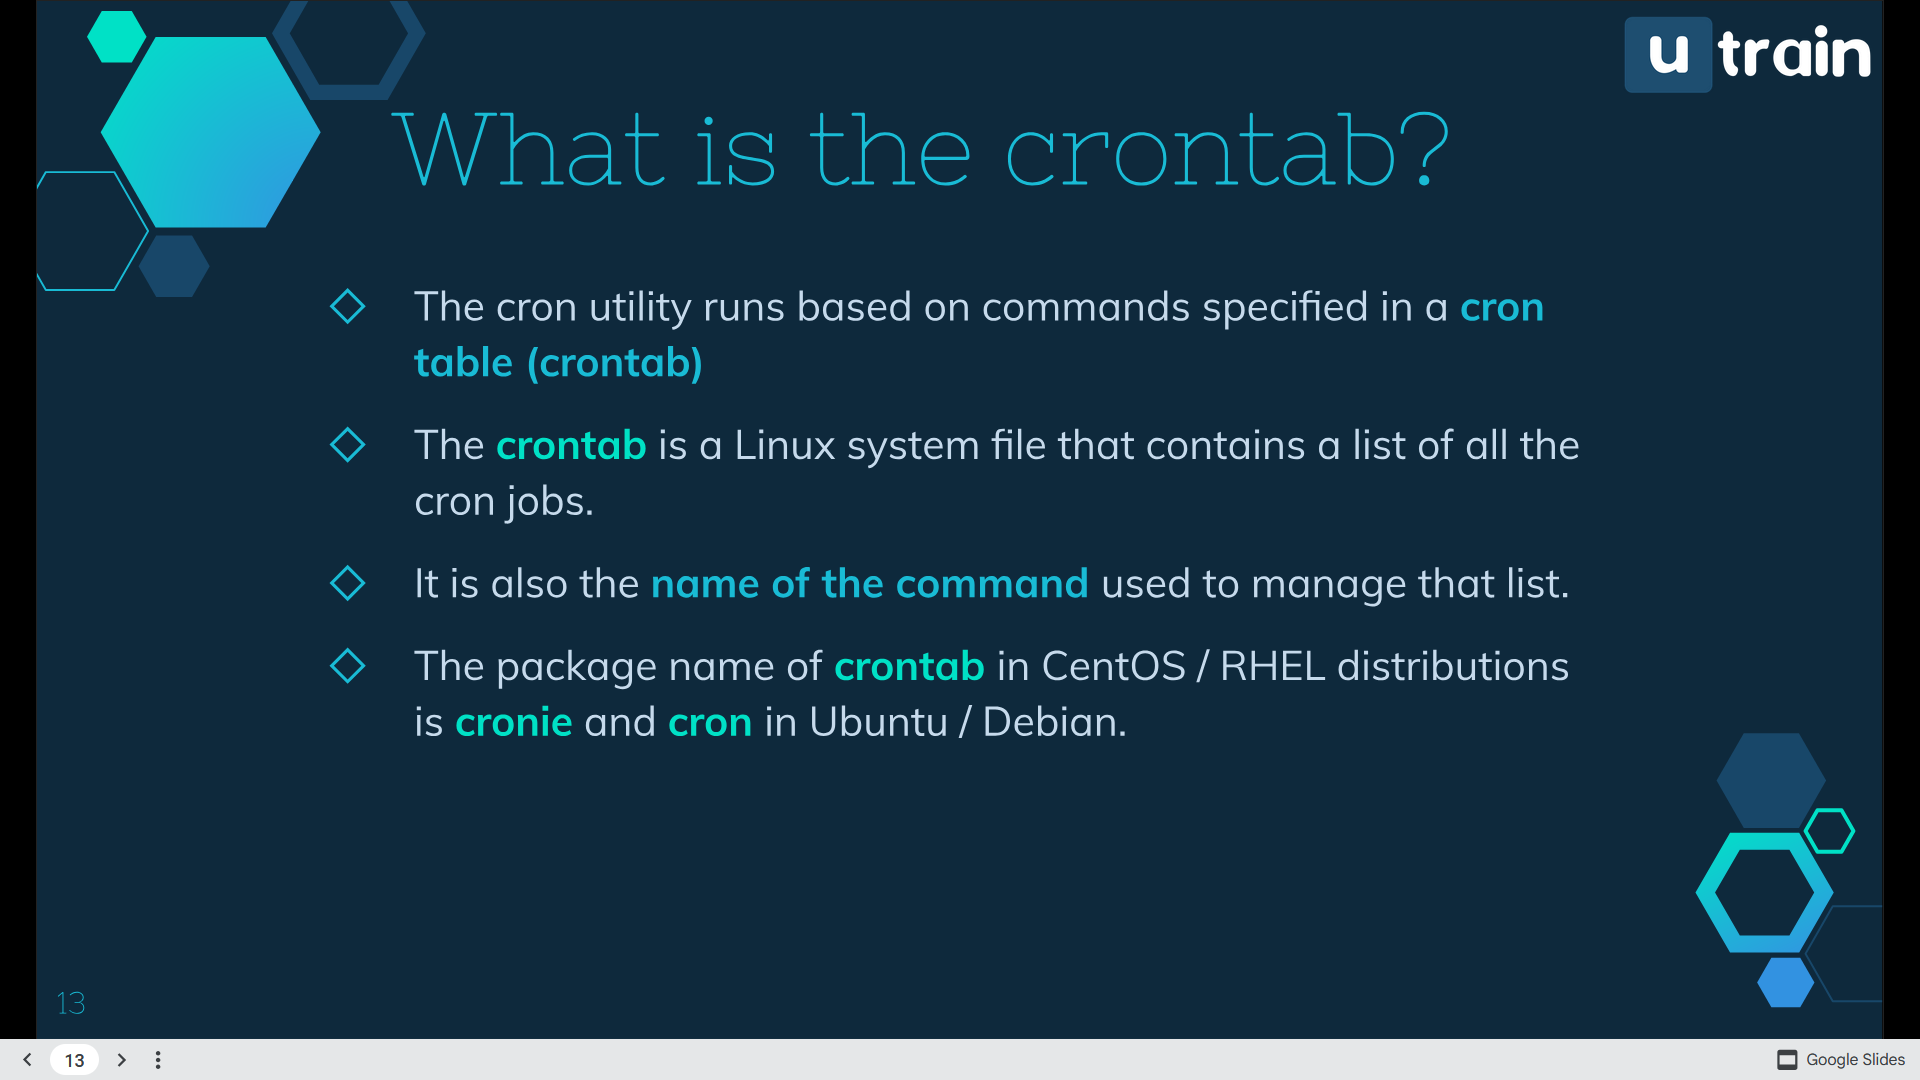 u train
What is the crontab?
The cron utility runs based on commands specified in a cron
table (crontab)
The crontab is a Linux system file that contains a list of all the
cron jobs.
It is also the name of the command used to manage that list.
The package name of crontab in CentOS / RHEL distributions
is cronie and cron in Ubuntu / Debian.
13
13
Google Slides